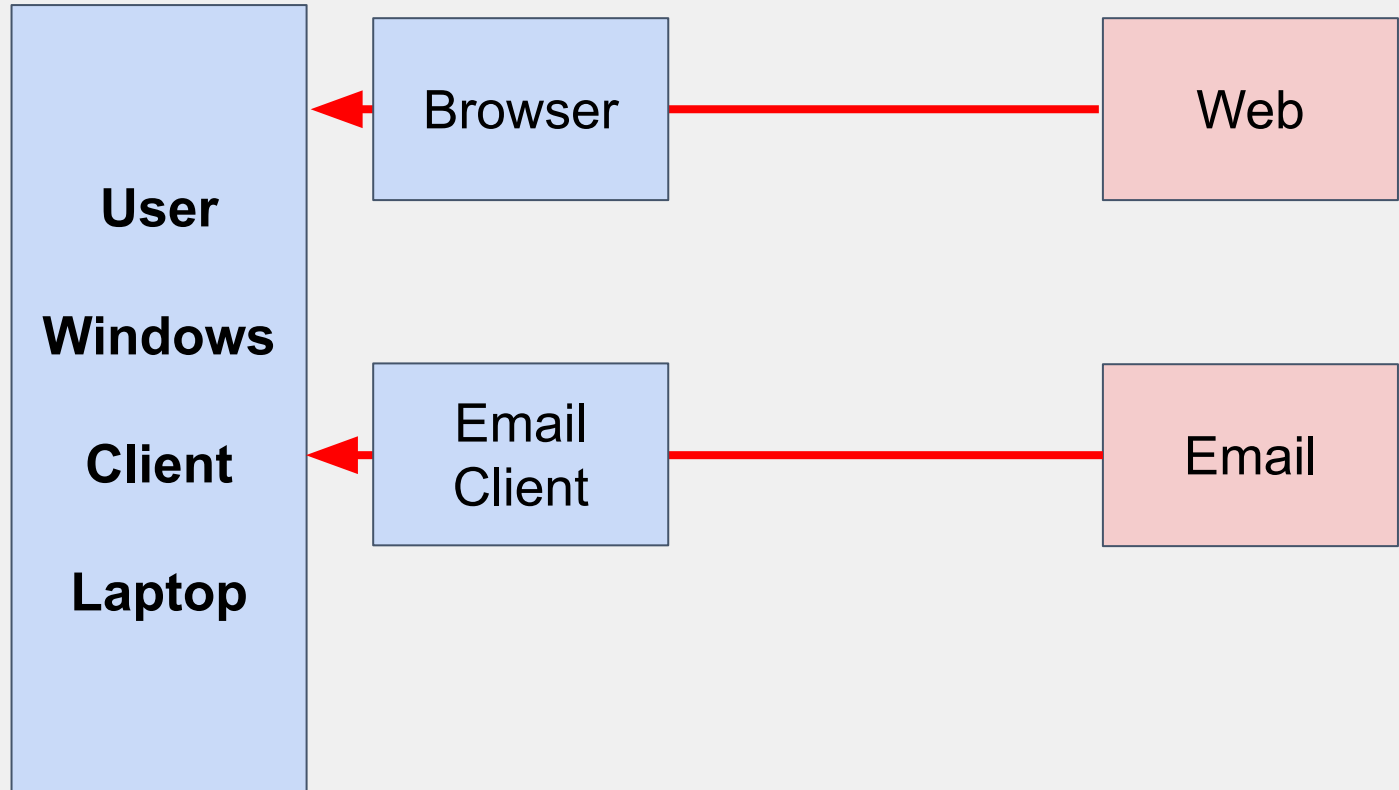 User
Windows
Client
Laptop
Browser
Web
Email
Client
Email